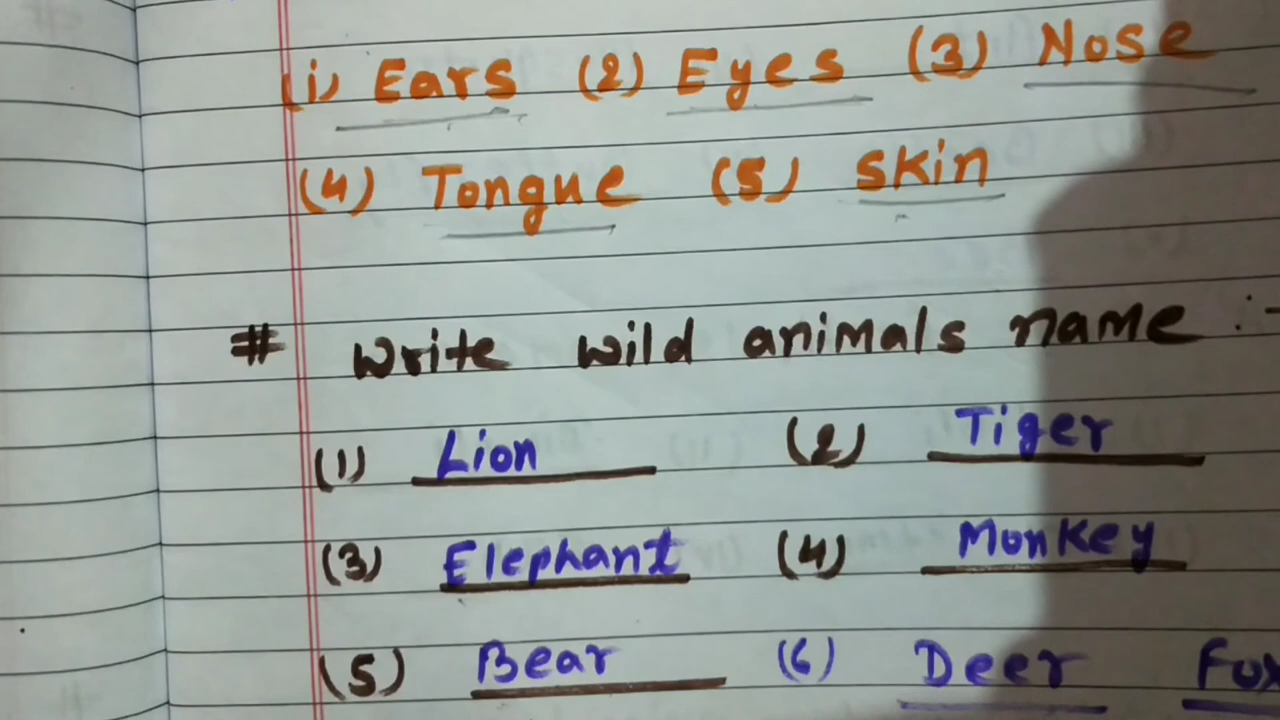 (i) Ears (2) Eyes (3) Nose
(4) Tongue (5) Skin
# Write wild animals name :-
(1) Lion (2) Tiger
(3) Elephant (4) Monkey
(5) Bear (6) Deer Fox